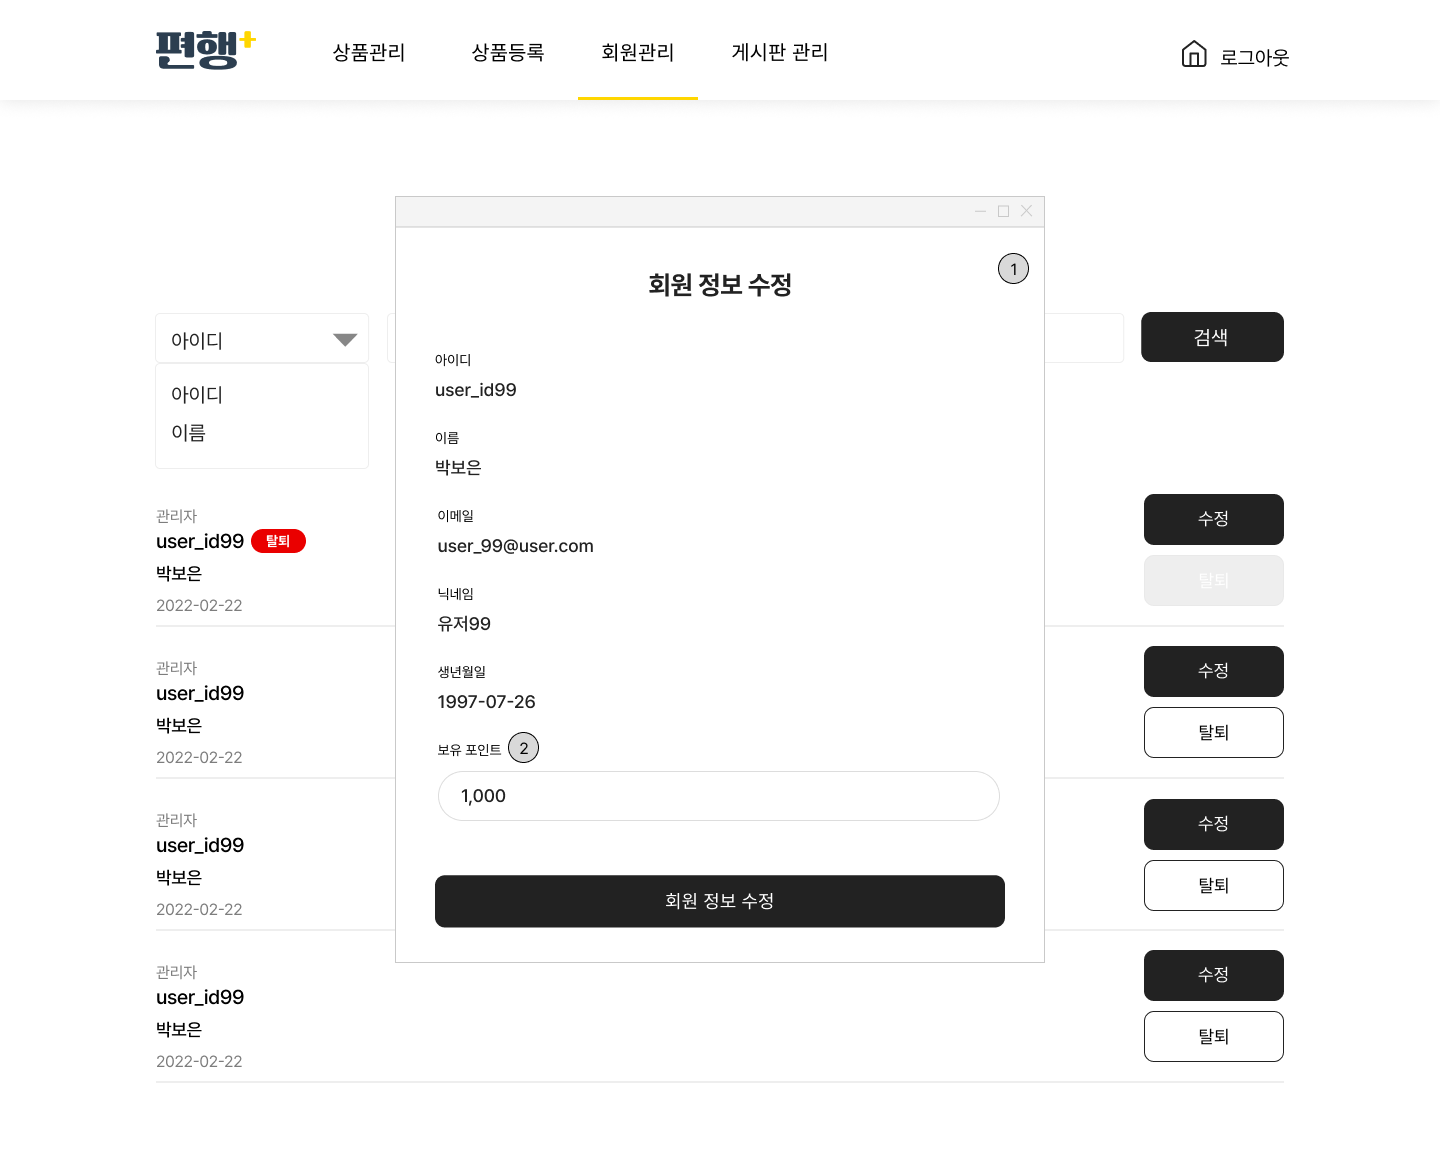 편행+
상품관리 상품등록 회원관리 게시판 관리
로그아웃
아이디
아이디
이름
검색
관리자
user_id99 탈퇴
박보은
2022-02-22
수정
탈퇴
관리자
user_id99
박보은
2022-02-22
수정
탈퇴
관리자
user_id99
박보은
2022-02-22
수정
탈퇴
관리자
user_id99
박보은
2022-02-22
수정
탈퇴
회원 정보 수정
1
아이디
user_id99
이름
박보은
이메일
user_99@user.com
닉네임
유저99
생년월일
1997-07-26
보유 포인트 2
1,000
회원 정보 수정